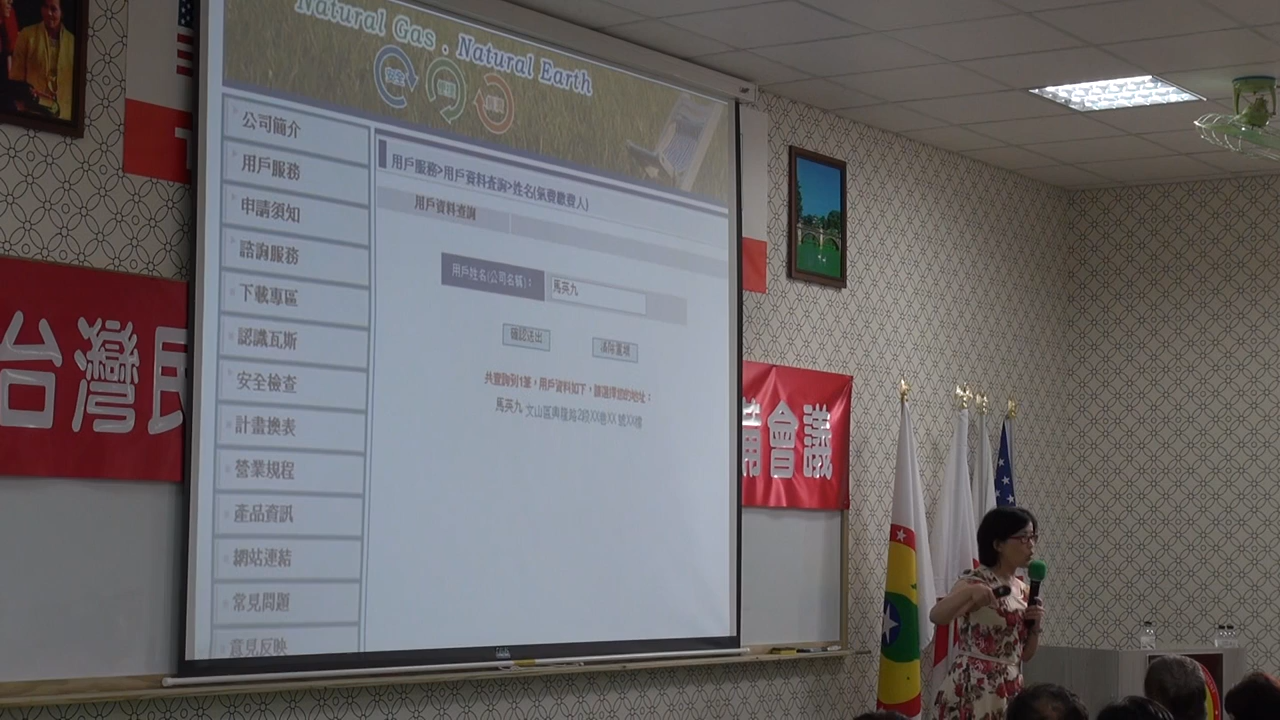 Natural Gas . Natural Earth
安全
公司簡介
用戶服務
申請須知
諮詢服務
下載專區
認識瓦斯
安全檢查
計畫換表
營業規程
產品資訊
網站連結
常見問題
意見反映
用戶服務>用戶資料查詢>姓名(氣費繳費人)
用戶資料查詢
用戶姓名(公司名稱)：
馬英九
確認送出
清除重填
共查詢到1筆，用戶資料如下，請選擇您的地址：
馬英九 文山區興隆路2段XX巷XX 號XX樓
台灣民
會議